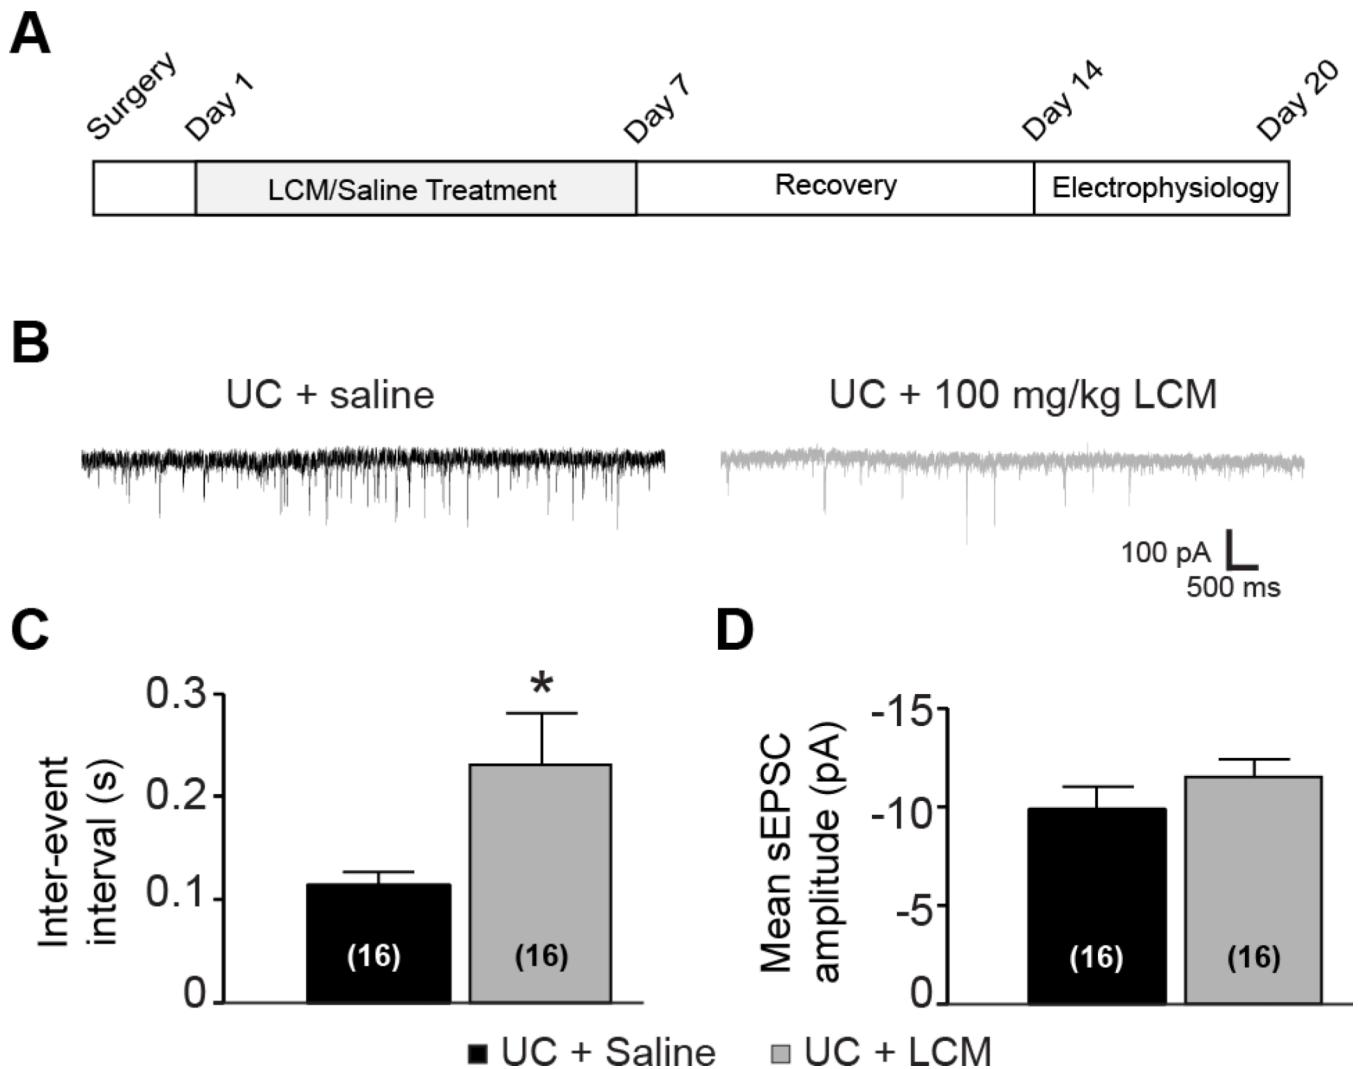 A
Surgery
Day 1
Day 7
Day 14
Day 20
LCM/Saline Treatment
Recovery
Electrophysiology
B
UC + saline
UC + 100 mg/kg LCM
100 pA
500 ms
C
Inter-event
interval (s)
0.3
0.2
0.1
0
*
(16)
(16)
D
Mean sEPSC
amplitude (pA)
-15
-10
-5
0
(16)
(16)
UC + Saline
UC + LCM